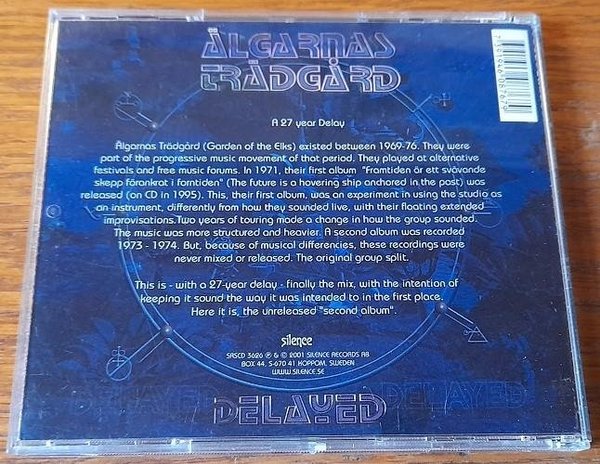 ÄLGARNAS
TRÄDGÅRD
A 27 year Delay
Älgarnas Trädgård (Garden of the Elks) existed between 1969-76. They were
part of the progressive music movement of that period. They played at alternative
festivals and free music forums. In 1971, their first album "Framtiden är ett svävande
skepp förankrat i forntiden" (The future is a hovering ship anchored in the past) was
released (on CD in 1995). This, their first album, was an experiment in using the studio as
an instrument, differently from how they sounded live, with their floating extended
improvisations.Two years of touring made a change in how the group sounded.
The music was more structured and heavier. A second album was recorded
1973 - 1974. But, because of musical differencies, these recordings were
never mixed or released. The original group split.
This is - with a 27-year delay - finally the mix, with the intention of
keeping it sound the way it was intended to in the first place.
Here it is, the unreleased "second album".
silence
SRSCD 3626 ℗ & © 2001 SILENCE RECORDS AB
BOX 44, S-670 41 KOPPOM, SWEDEN
WWW.SILENCE.SE
DELAYED
DELAYED
DELAYED